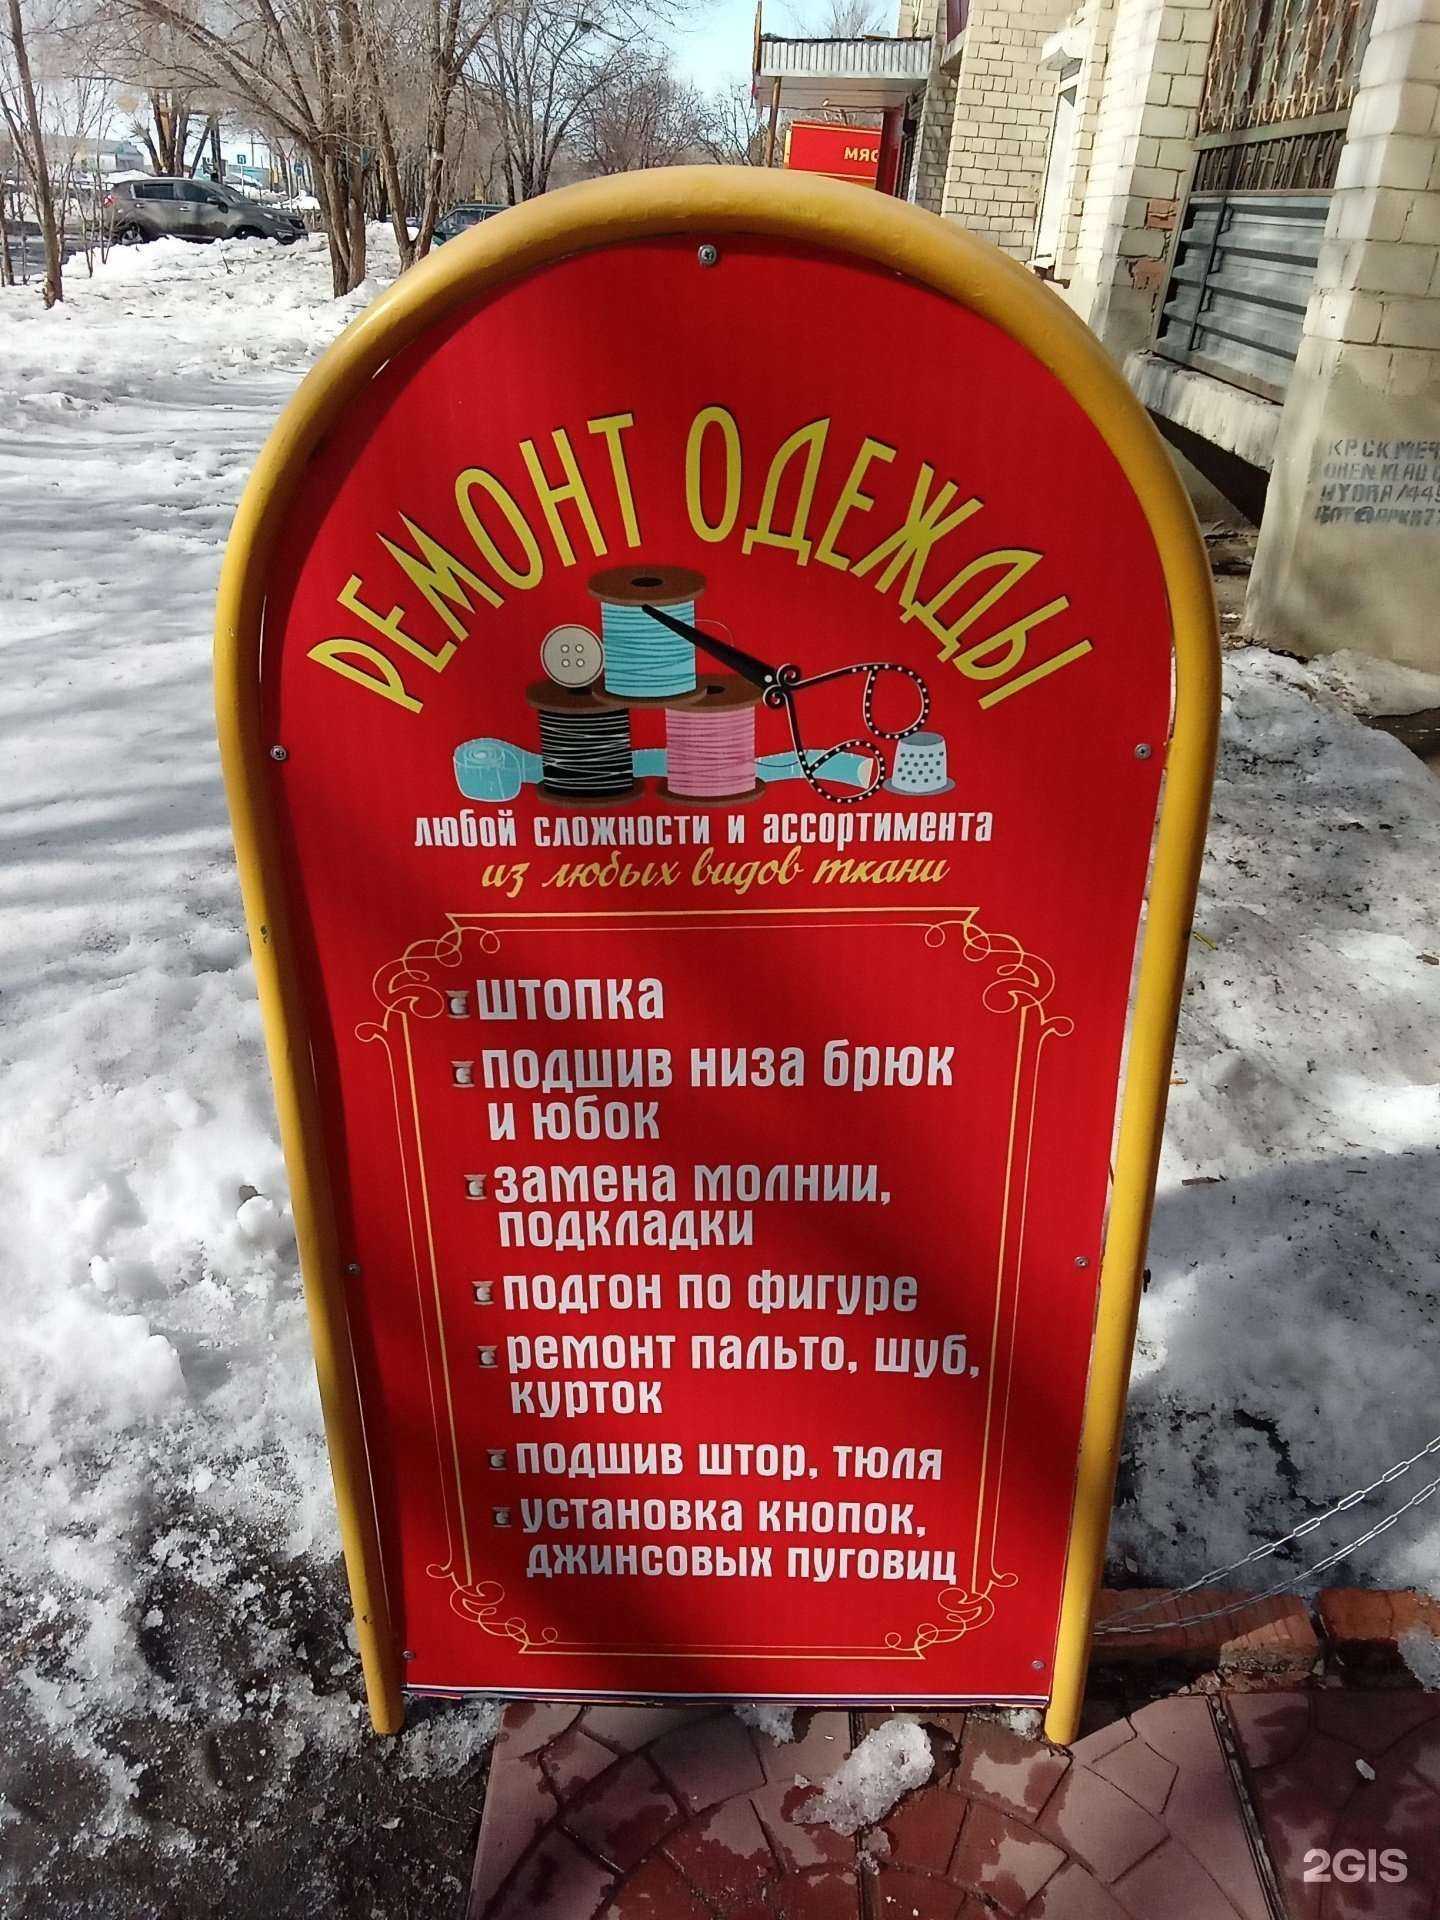 МЯС
РЕМОНТ ОДЕЖДЫ
ЛЮБОЙ СЛОЖНОСТИ И АССОРТИМЕНТА
из любых видов ткани
ШТОПКА
ПОДШИВ НИЗА БРЮК
И ЮБОК
ЗАМЕНА МОЛНИИ,
ПОДКЛАДКИ
ПОДГОН ПО ФИГУРЕ
РЕМОНТ ПАЛЬТО, ШУБ,
КУРТОК
ПОДШИВ ШТОР, ТЮЛЯ
УСТАНОВКА КНОПОК,
ДЖИНСОВЫХ ПУГОВИЦ
2GIS